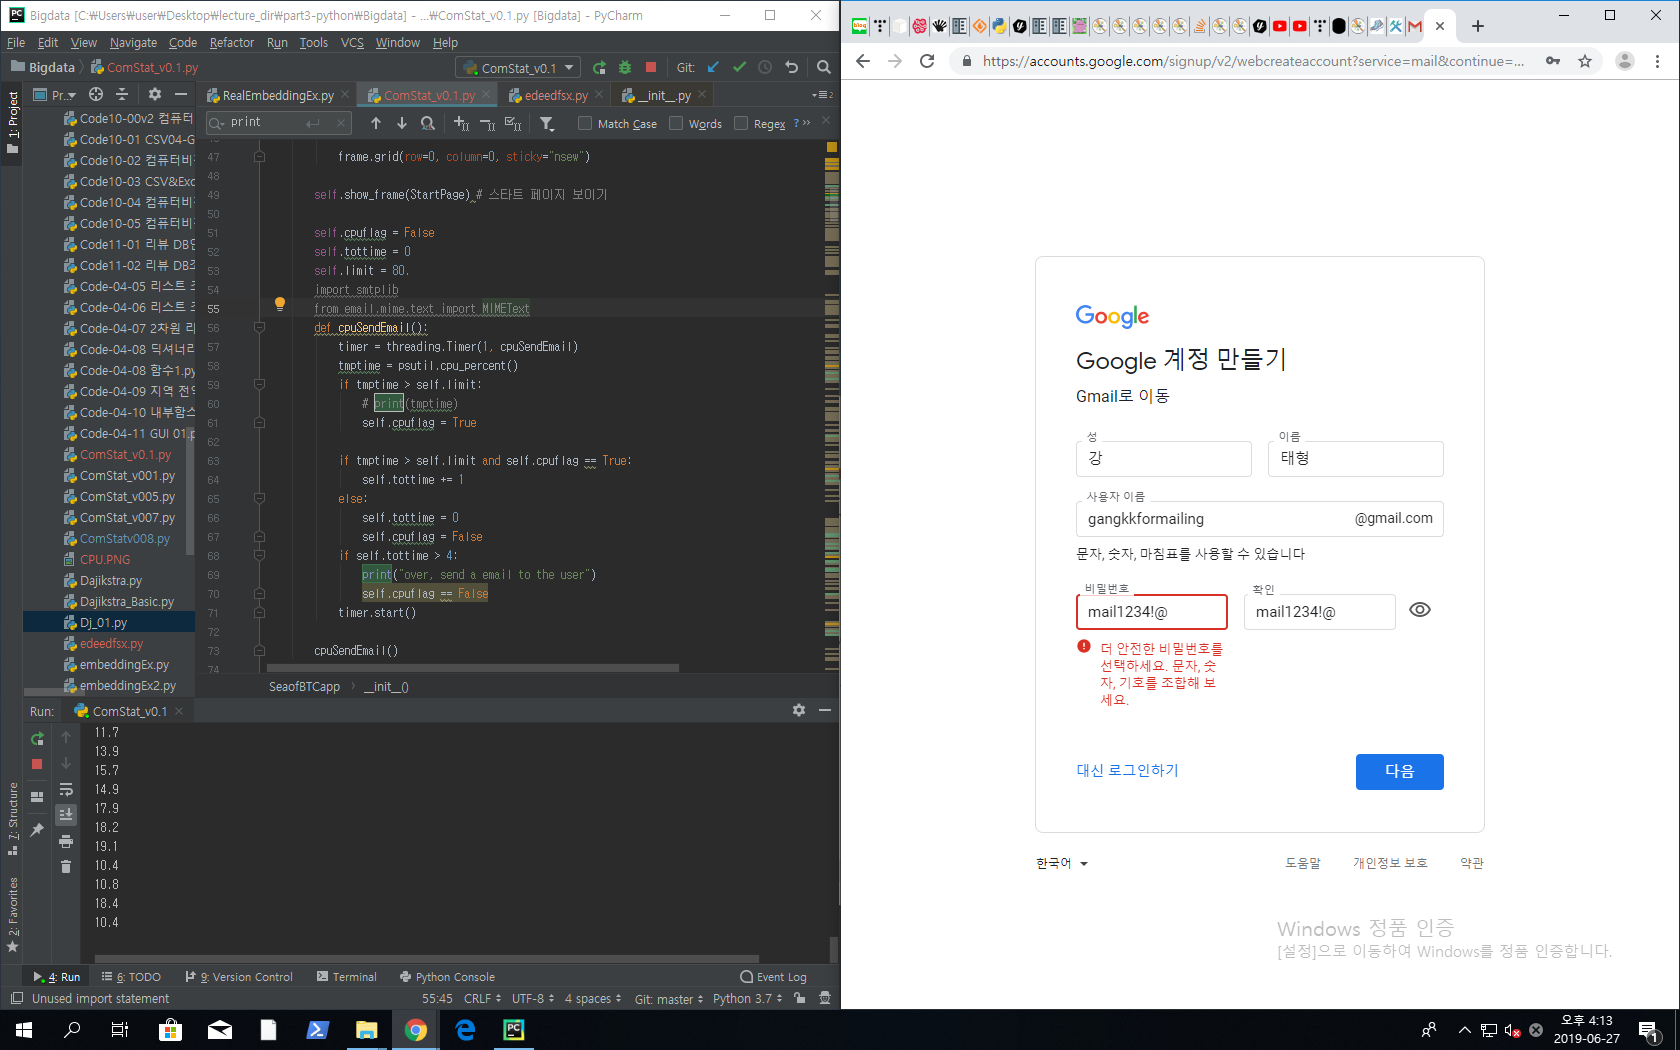 Bigdata [C:₩Users₩user₩Desktop₩lecture_dir₩part3-python₩Bigdata] - ...₩ComStat_v0.1.py [Bigdata] - PyCharm
File Edit View Navigate Code Refactor Run Tools VCS Window Help
Bigdata ComStat_v0.1.py
ComStat_v0.1
Git:
1: Project
Pr...
RealEmbeddingEx.py
ComStat_v0.1.py
edeedfsx.py
__init__.py
print
Match Case
Words
Regex
?
Code10-00v2 컴퓨터
Code10-01 CSV04-G
Code10-02 컴퓨터비
Code10-03 CSV&Exc
Code10-04 컴퓨터비
Code10-05 컴퓨터비
Code11-01 리뷰 DB
Code11-02 리뷰 DB
Code-04-05 리스트
Code-04-06 리스트
Code-04-07 2차원 리
Code-04-08 딕셔너리
Code-04-08 함수1.py
Code-04-09 지역 전역
Code-04-10 내부함스
Code-04-11 GUI 01.p
ComStat_v0.1.py
ComStat_v001.py
ComStat_v005.py
ComStat_v007.py
ComStatv008.py
CPU.PNG
Dajikstra.py
Dajikstra_Basic.py
Dj_01.py
edeedfsx.py
embeddingEx.py
embeddingEx2.py
47 frame.grid(row=0, column=0, sticky="nsew")
48
49 self.show_frame(StartPage) # 스타트 페이지 보이기
50
51 self.cpuflag = False
52 self.tottime = 0
53 self.limit = 80.
54 import smtplib
55 from email.mime.text import MIMEText
56 def cpuSendEmail():
57 timer = threading.Timer(1, cpuSendEmail)
58 tmptime = psutil.cpu_percent()
59 if tmptime > self.limit:
60 # print(tmptime)
61 self.cpuflag = True
62
63 if tmptime > self.limit and self.cpuflag == True:
64 self.tottime += 1
65 else:
66 self.tottime = 0
67 self.cpuflag = False
68 if self.tottime > 4:
69 print("over, send a email to the user")
70 self.cpuflag == False
71 timer.start()
72
73 cpuSendEmail()
74
SeaofBTCapp __init__()
Run: ComStat_v0.1
11.7
13.9
15.7
14.9
17.9
18.2
19.1
10.4
10.8
18.4
10.4
7: Structure
2: Favorites
4: Run 6: TODO 9: Version Control Terminal Python Console Event Log
Unused import statement 55:45 CRLF UTF-8 4 spaces Git: master Python 3.7
blog
https://accounts.google.com/signup/v2/webcreateaccount?service=mail&continue=...
Google
Google 계정 만들기
Gmail로 이동
성
강
이름
태형
사용자 이름
gangkkformailing @gmail.com
문자, 숫자, 마침표를 사용할 수 있습니다
비밀번호
mail1234!@
확인
mail1234!@
더 안전한 비밀번호를
선택하세요. 문자, 숫
자, 기호를 조합해 보
세요.
대신 로그인하기
다음
한국어
도움말 개인정보 보호 약관
Windows 정품 인증
[설정]으로 이동하여 Windows를 정품 인증합니다.
오후 4:13
2019-06-27
1